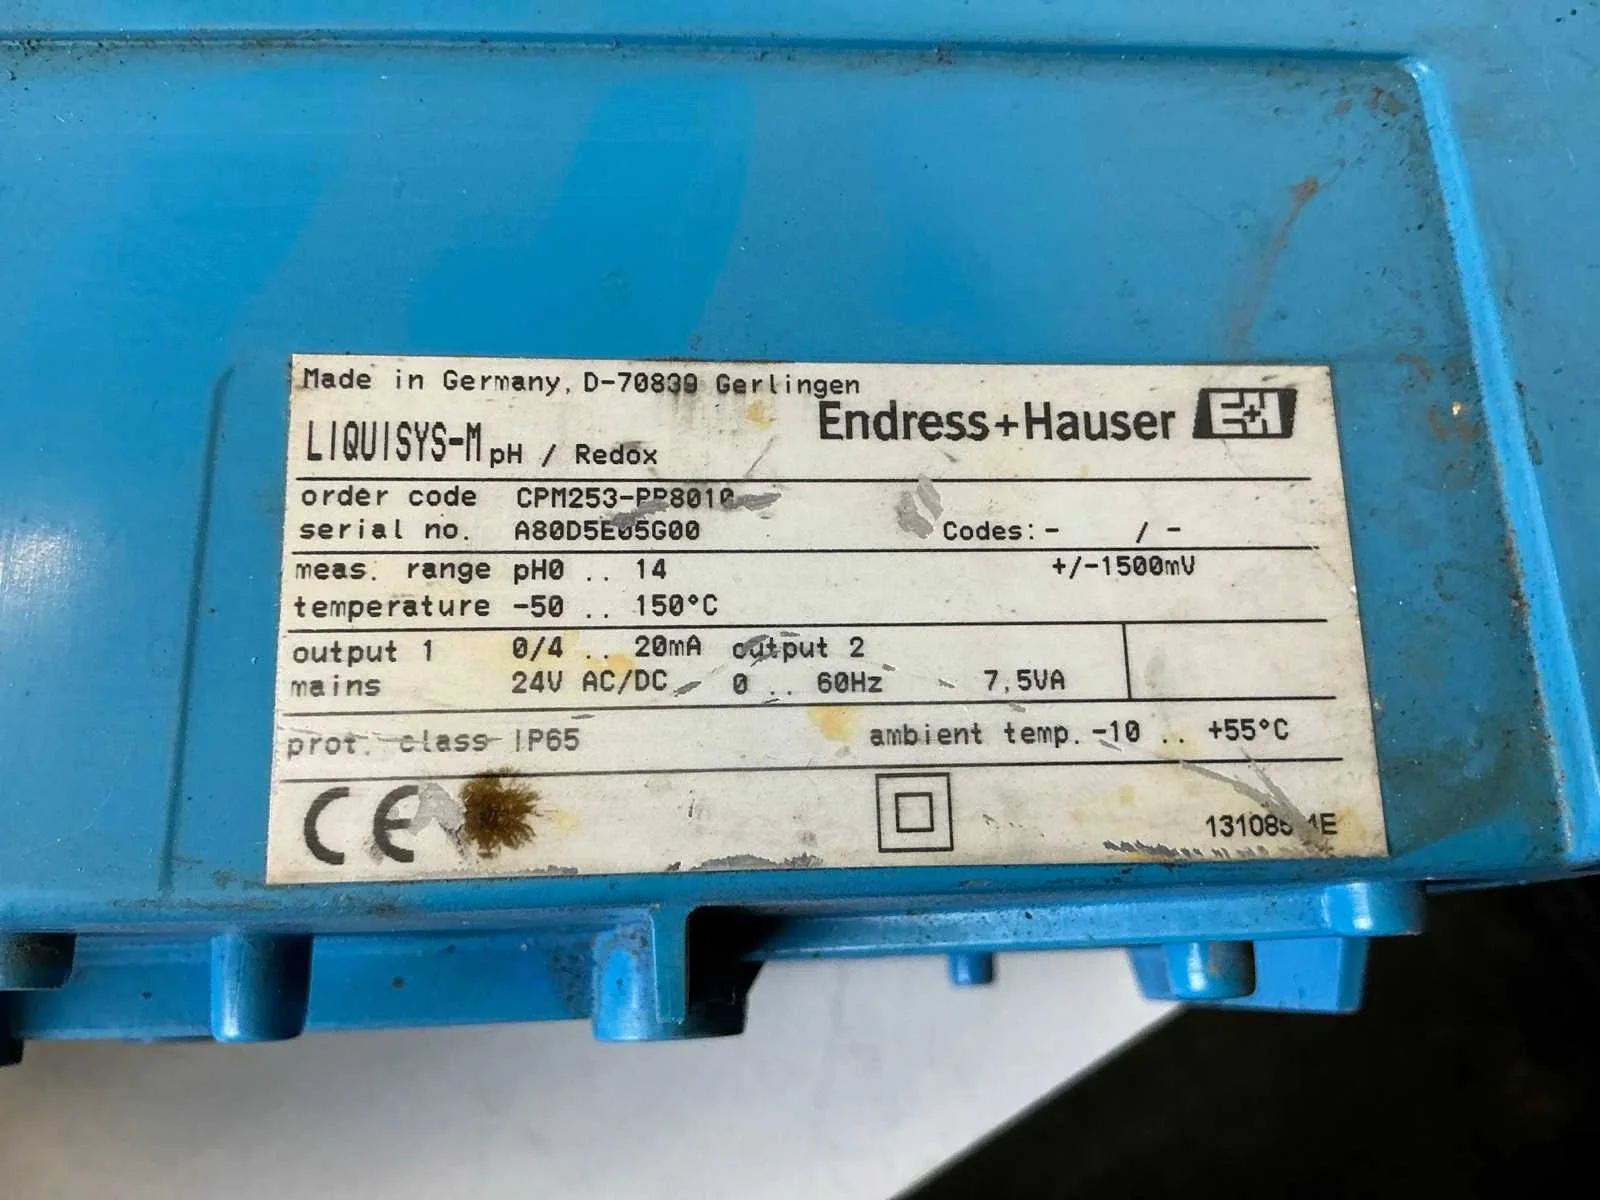 Made in Germany, D-70839 Gerlingen
Endress+Hauser E+H
LIQUISYS-M pH / Redox
order code CPM253-PR8010
serial no. A80D5E05G00 Codes: - / -
meas. range pH0 .. 14 +/-1500mV
temperature -50 .. 150°C
output 1 0/4 .. 20mA output 2
mains 24V AC/DC 0 .. 60Hz 7,5VA
prot. class IP65 ambient temp. -10 .. +55°C
CE